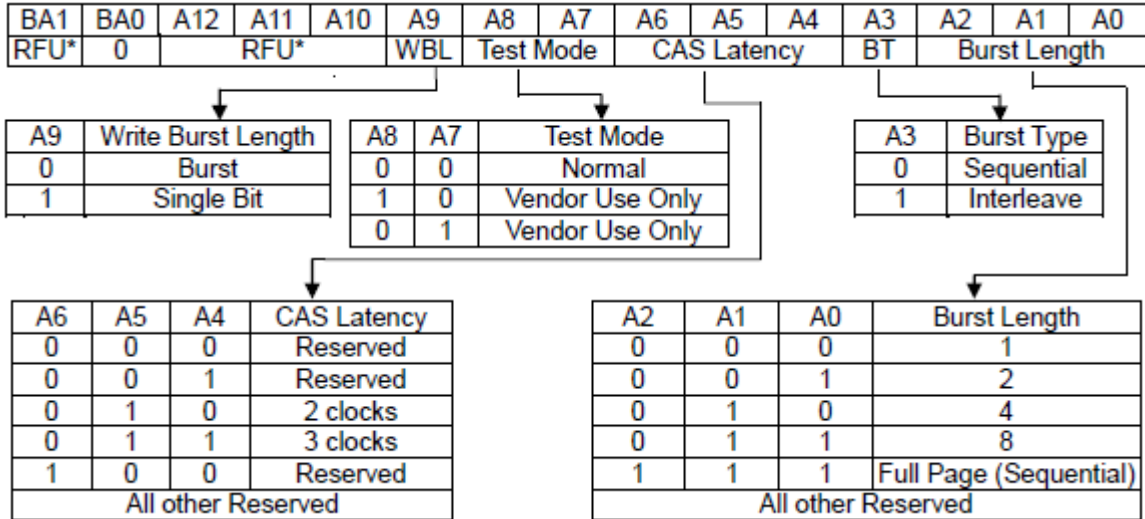 BA1 BA0 A12 A11 A10 A9 A8 A7 A6 A5 A4 A3 A2 A1 A0
RFU* 0 RFU* WBL Test Mode CAS Latency BT Burst Length
A9 Write Burst Length
0 Burst
1 Single Bit
A8 A7 Test Mode
0 0 Normal
1 0 Vendor Use Only
0 1 Vendor Use Only
A3 Burst Type
0 Sequential
1 Interleave
A6 A5 A4 CAS Latency
0 0 0 Reserved
0 0 1 Reserved
0 1 0 2 clocks
0 1 1 3 clocks
1 0 0 Reserved
All other Reserved
A2 A1 A0 Burst Length
0 0 0 1
0 0 1 2
0 1 0 4
0 1 1 8
1 1 1 Full Page (Sequential)
All other Reserved